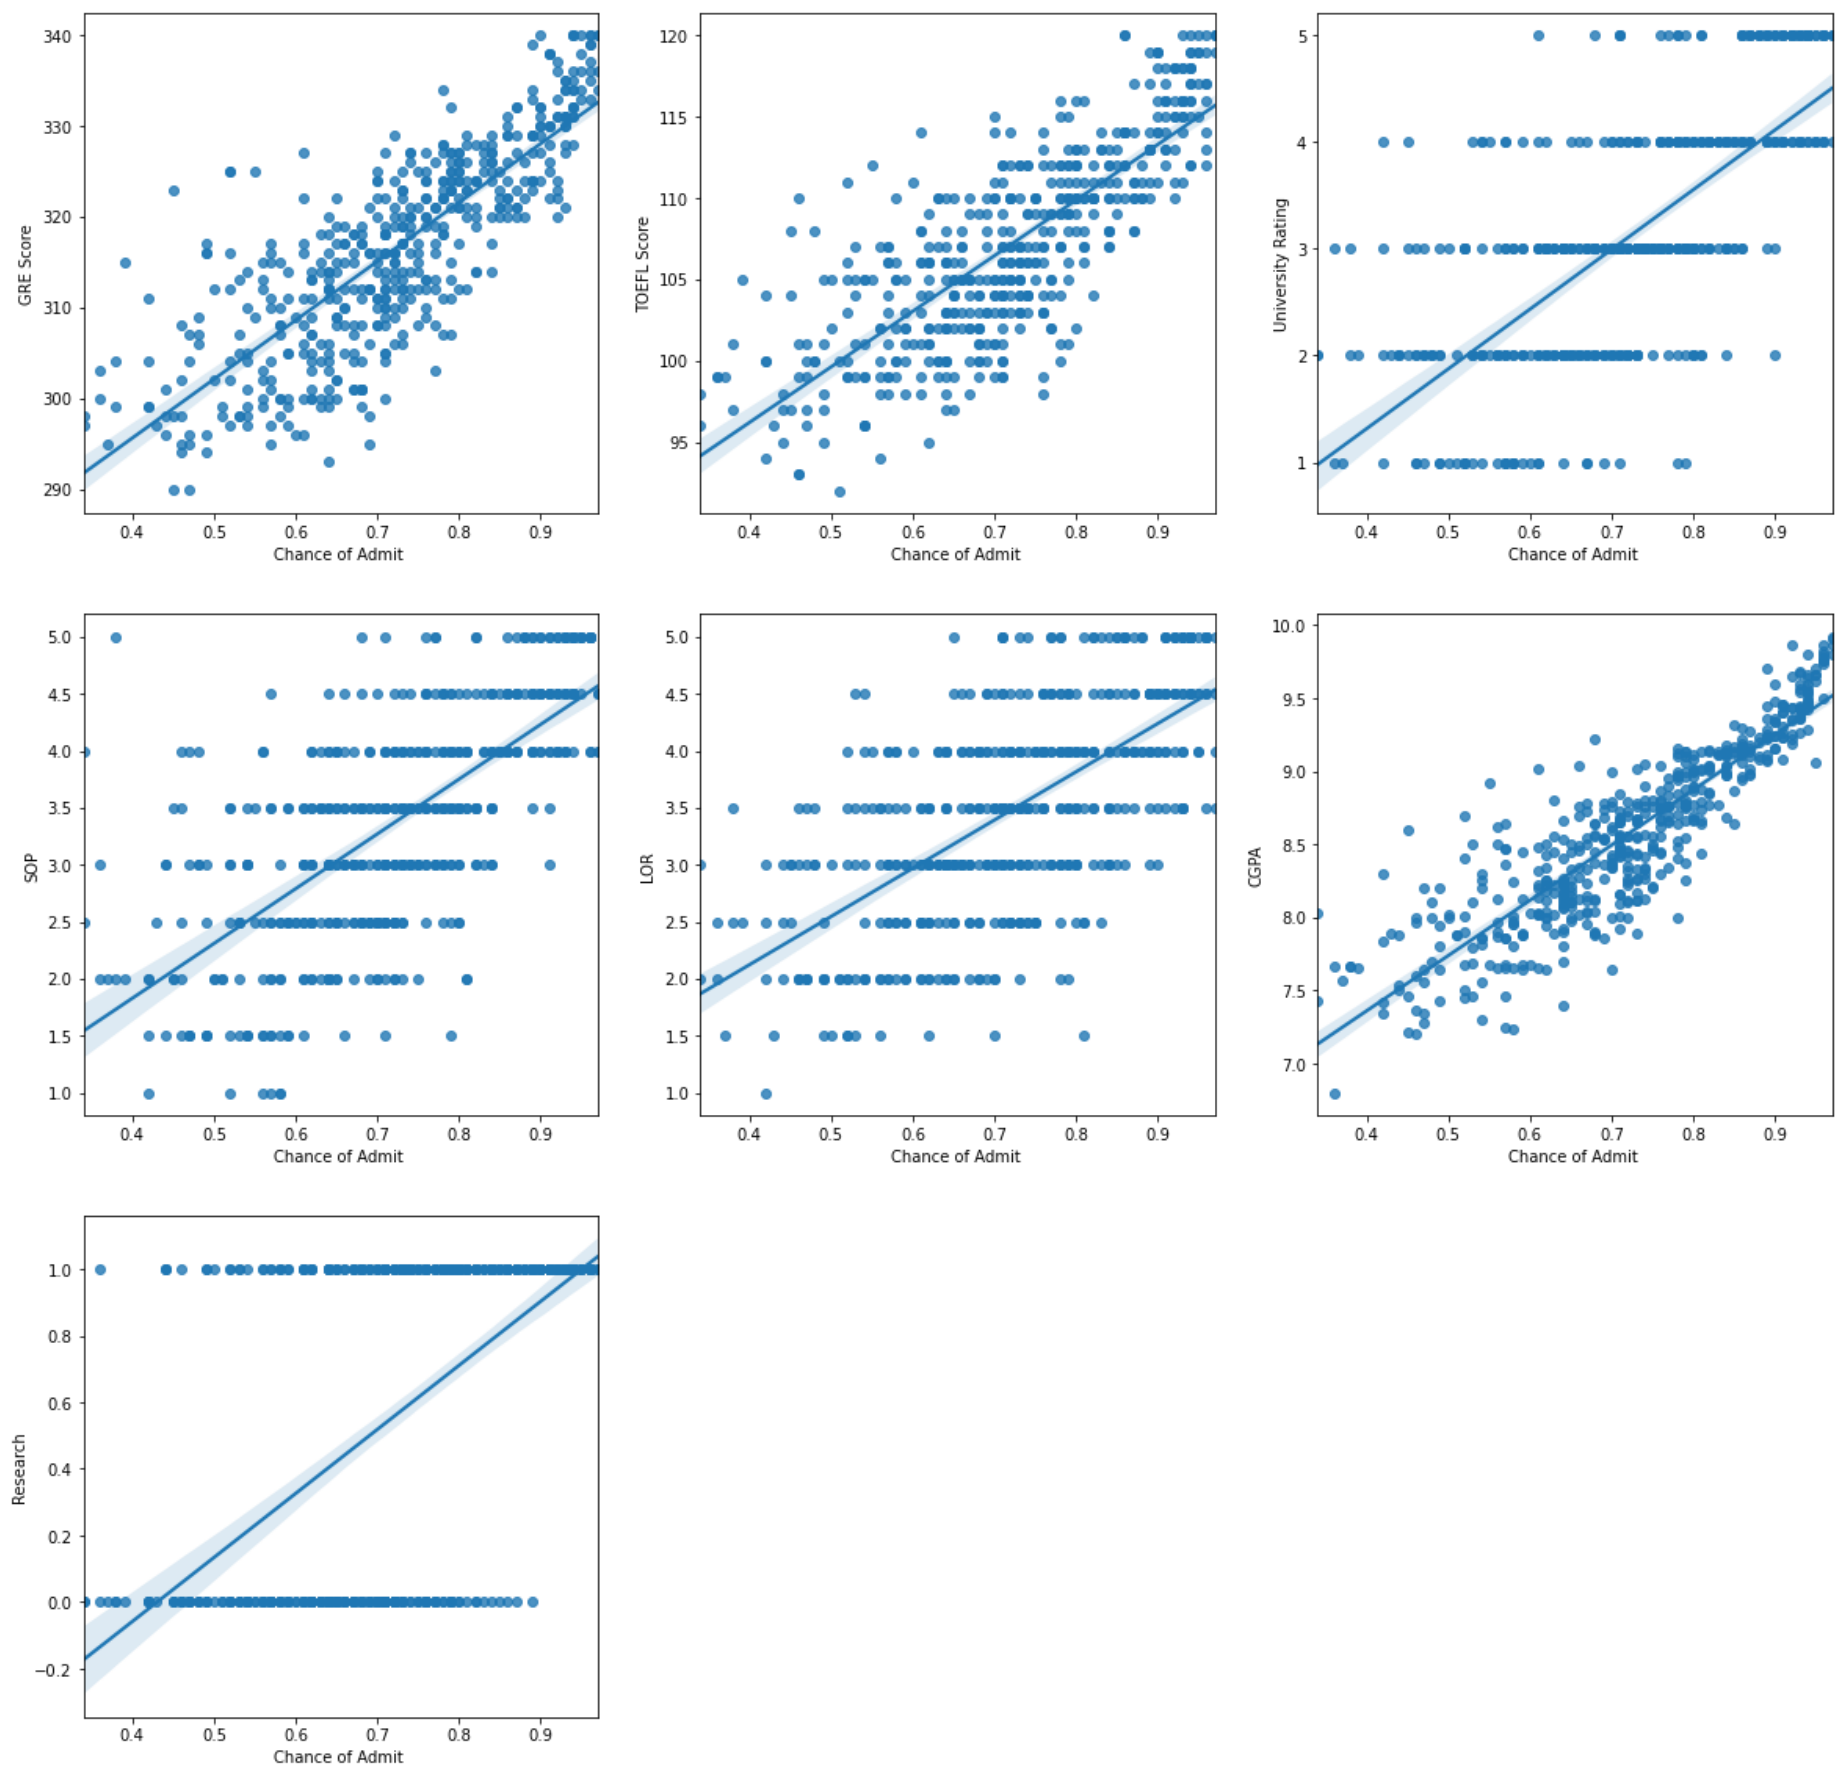 340
330
320
310
300
290
GRE Score
0.4 0.5 0.6 0.7 0.8 0.9
Chance of Admit
120
115
110
105
100
95
TOEFL Score
0.4 0.5 0.6 0.7 0.8 0.9
Chance of Admit
5
4
3
2
1
University Rating
0.4 0.5 0.6 0.7 0.8 0.9
Chance of Admit
5.0
4.5
4.0
3.5
3.0
2.5
2.0
1.5
1.0
SOP
0.4 0.5 0.6 0.7 0.8 0.9
Chance of Admit
5.0
4.5
4.0
3.5
3.0
2.5
2.0
1.5
1.0
LOR
0.4 0.5 0.6 0.7 0.8 0.9
Chance of Admit
10.0
9.5
9.0
8.5
8.0
7.5
7.0
CGPA
0.4 0.5 0.6 0.7 0.8 0.9
Chance of Admit
1.0
0.8
0.6
0.4
0.2
0.0
−0.2
Research
0.4 0.5 0.6 0.7 0.8 0.9
Chance of Admit